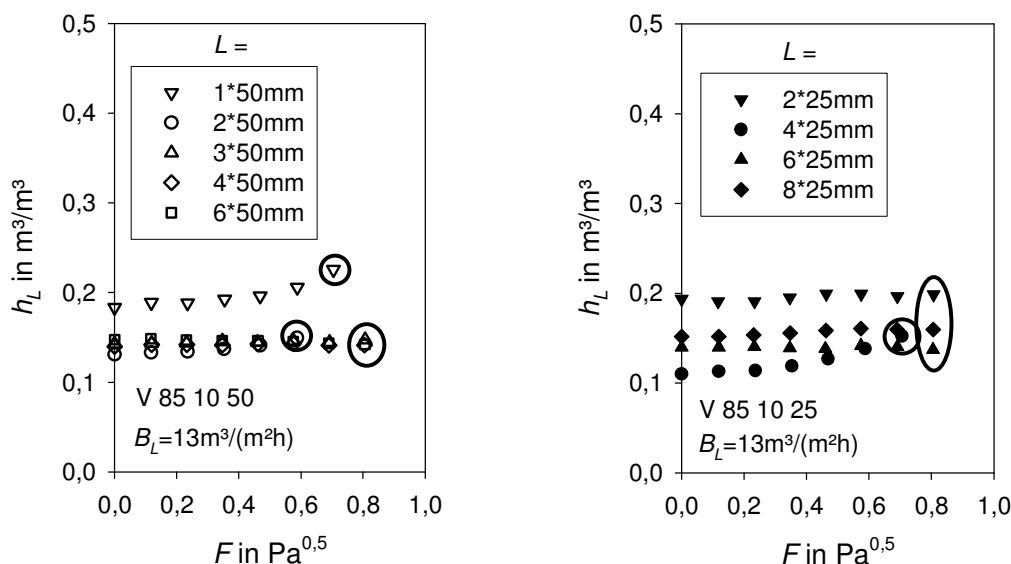 0,5
0,4
0,3
0,2
0,1
0,0
h_L in m³/m³
L =
1*50mm
2*50mm
3*50mm
4*50mm
6*50mm
V 85 10 50
B_L=13m³/(m²h)
0,0 0,2 0,4 0,6 0,8 1,0
F in Pa^0,5
0,5
0,4
0,3
0,2
0,1
0,0
h_L in m³/m³
L =
2*25mm
4*25mm
6*25mm
8*25mm
V 85 10 25
B_L=13m³/(m²h)
0,0 0,2 0,4 0,6 0,8 1,0
F in Pa^0,5